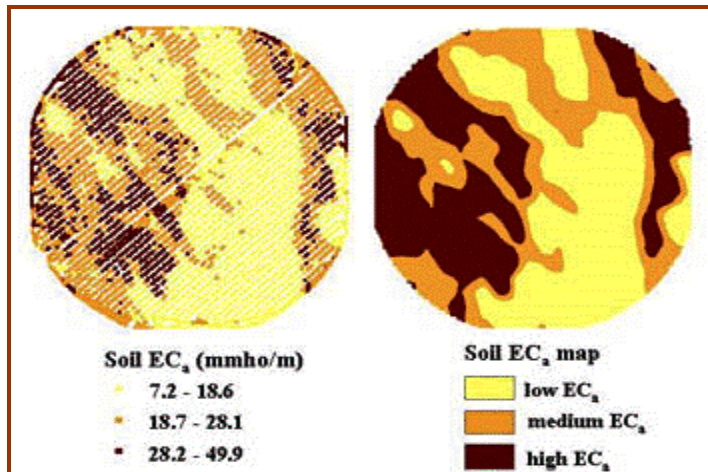 Soil ECa (mmho/m)
7.2 - 18.6
18.7 - 28.1
28.2 - 49.9
Soil ECa map
low ECa
medium ECa
high ECa